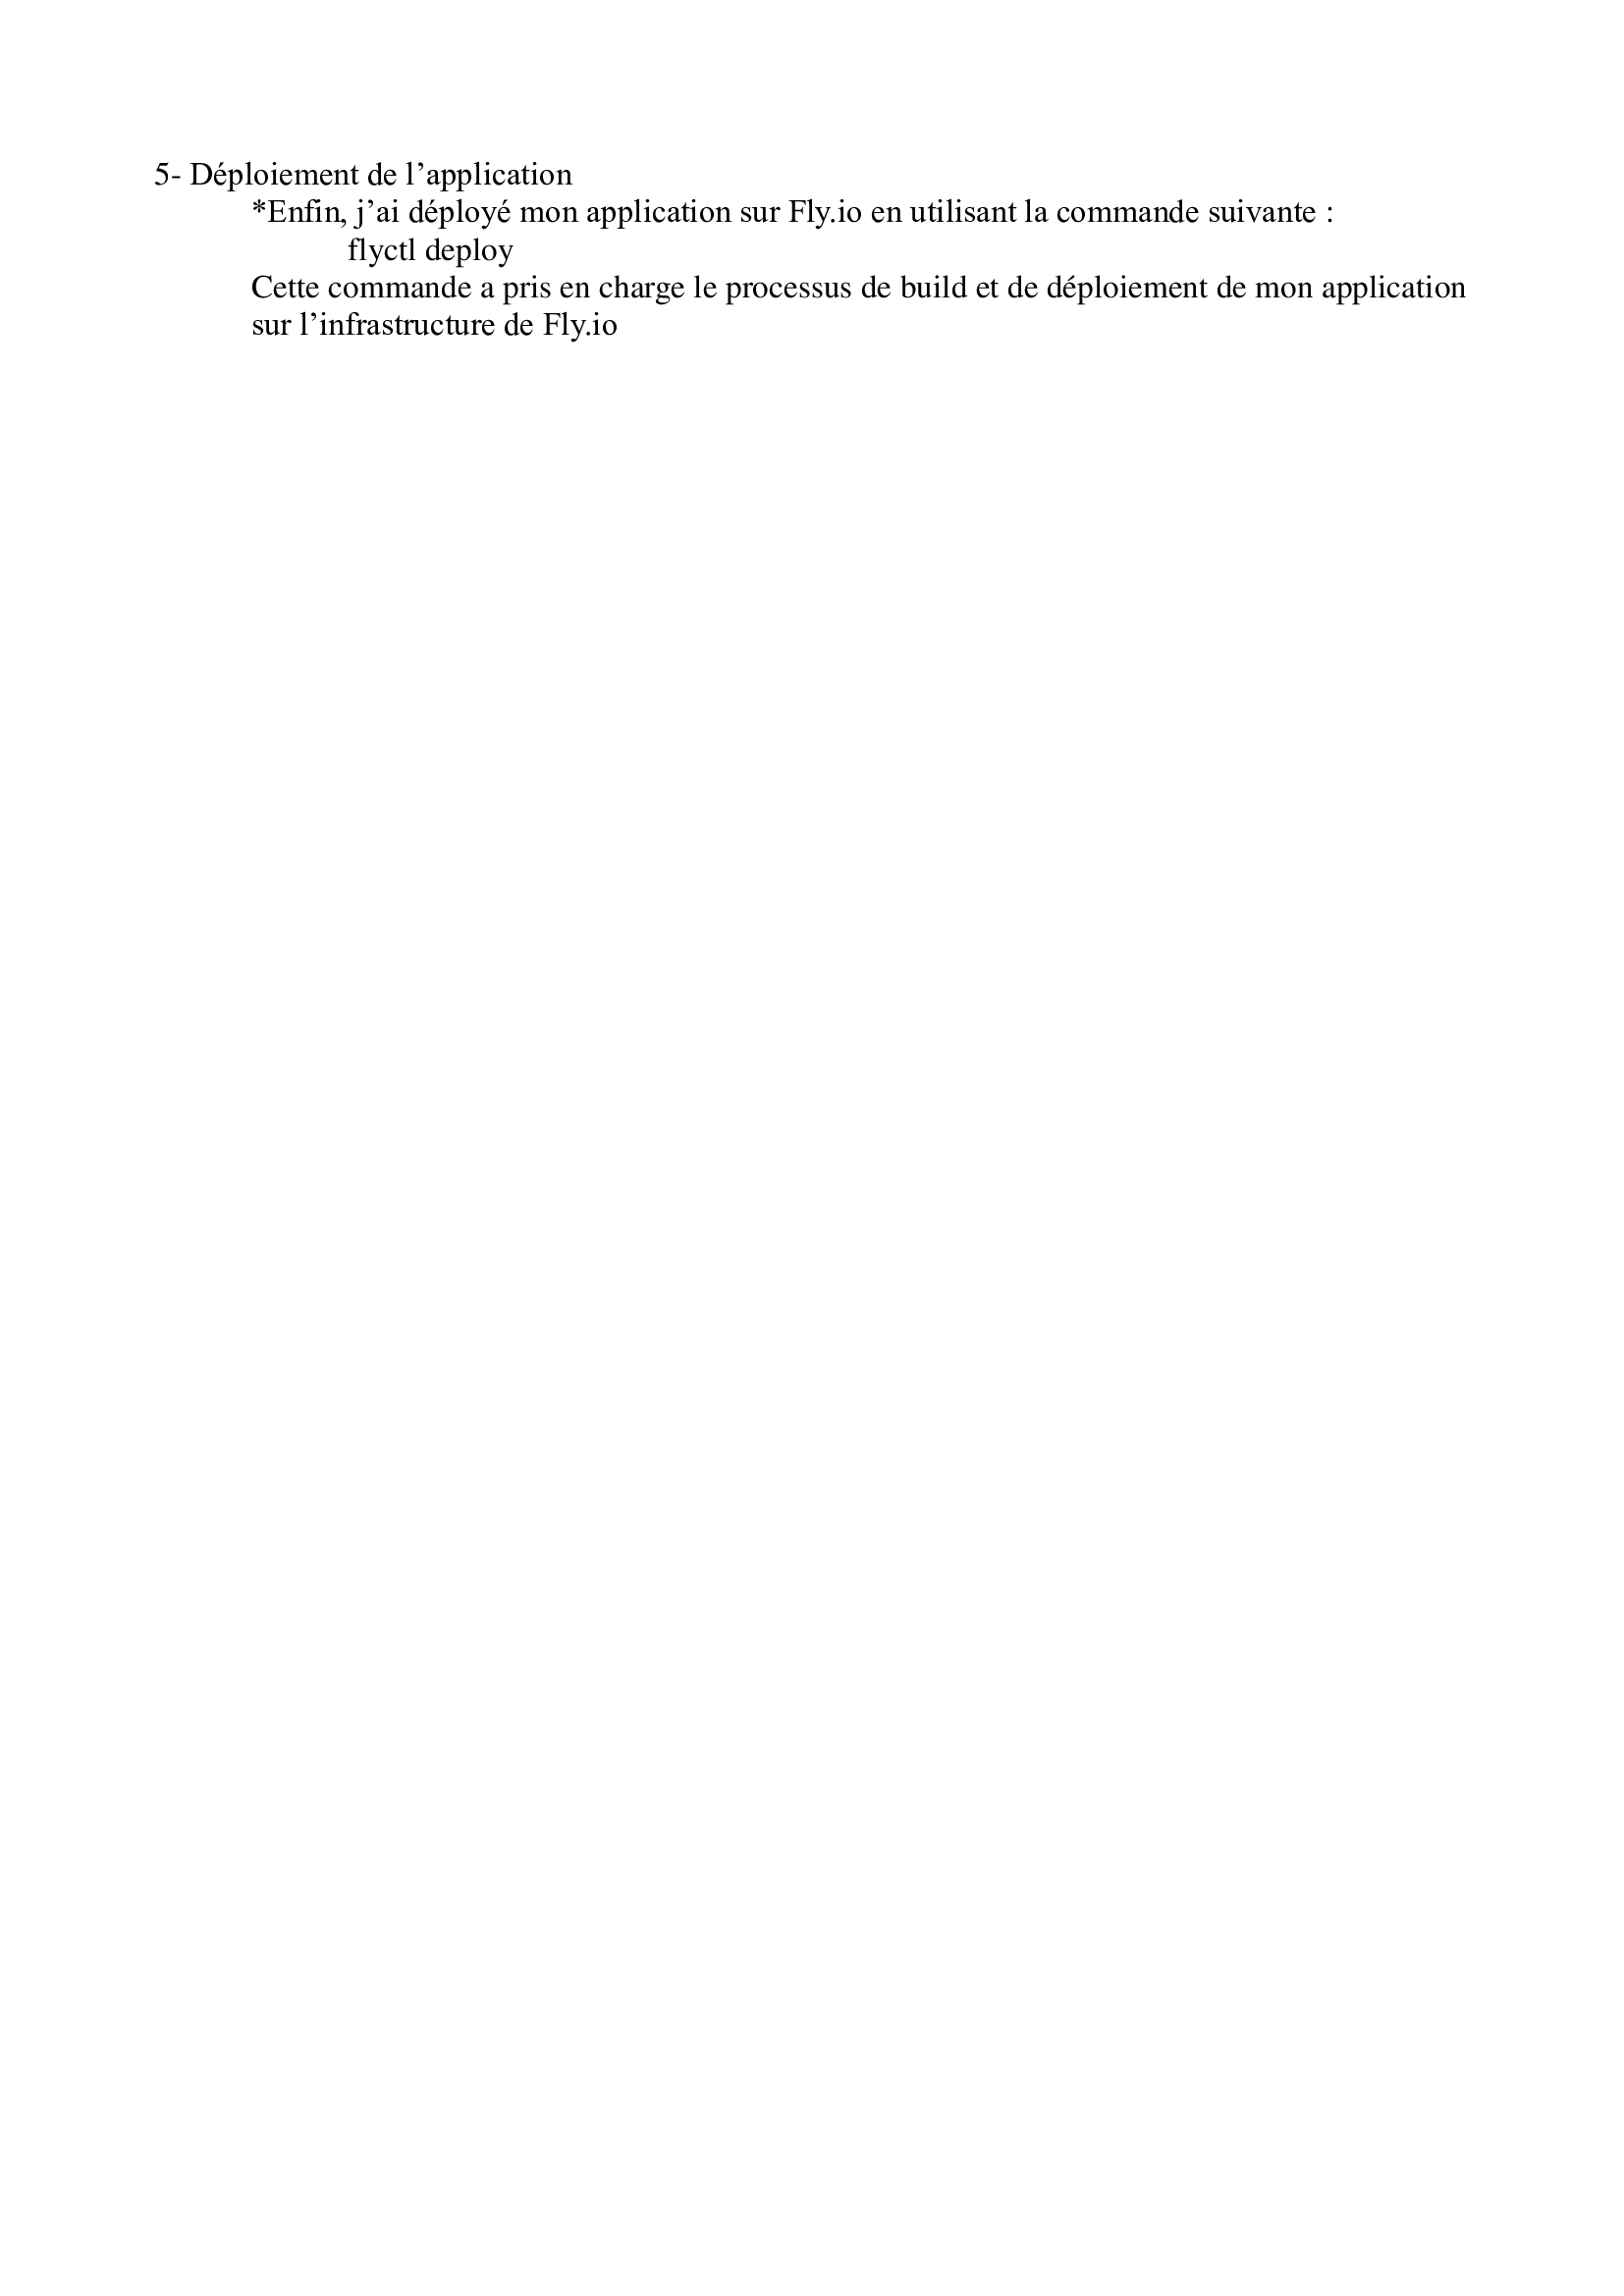 5- Déploiement de l’application
*Enfin, j’ai déployé mon application sur Fly.io en utilisant la commande suivante :
flyctl deploy
Cette commande a pris en charge le processus de build et de déploiement de mon application
sur l’infrastructure de Fly.io